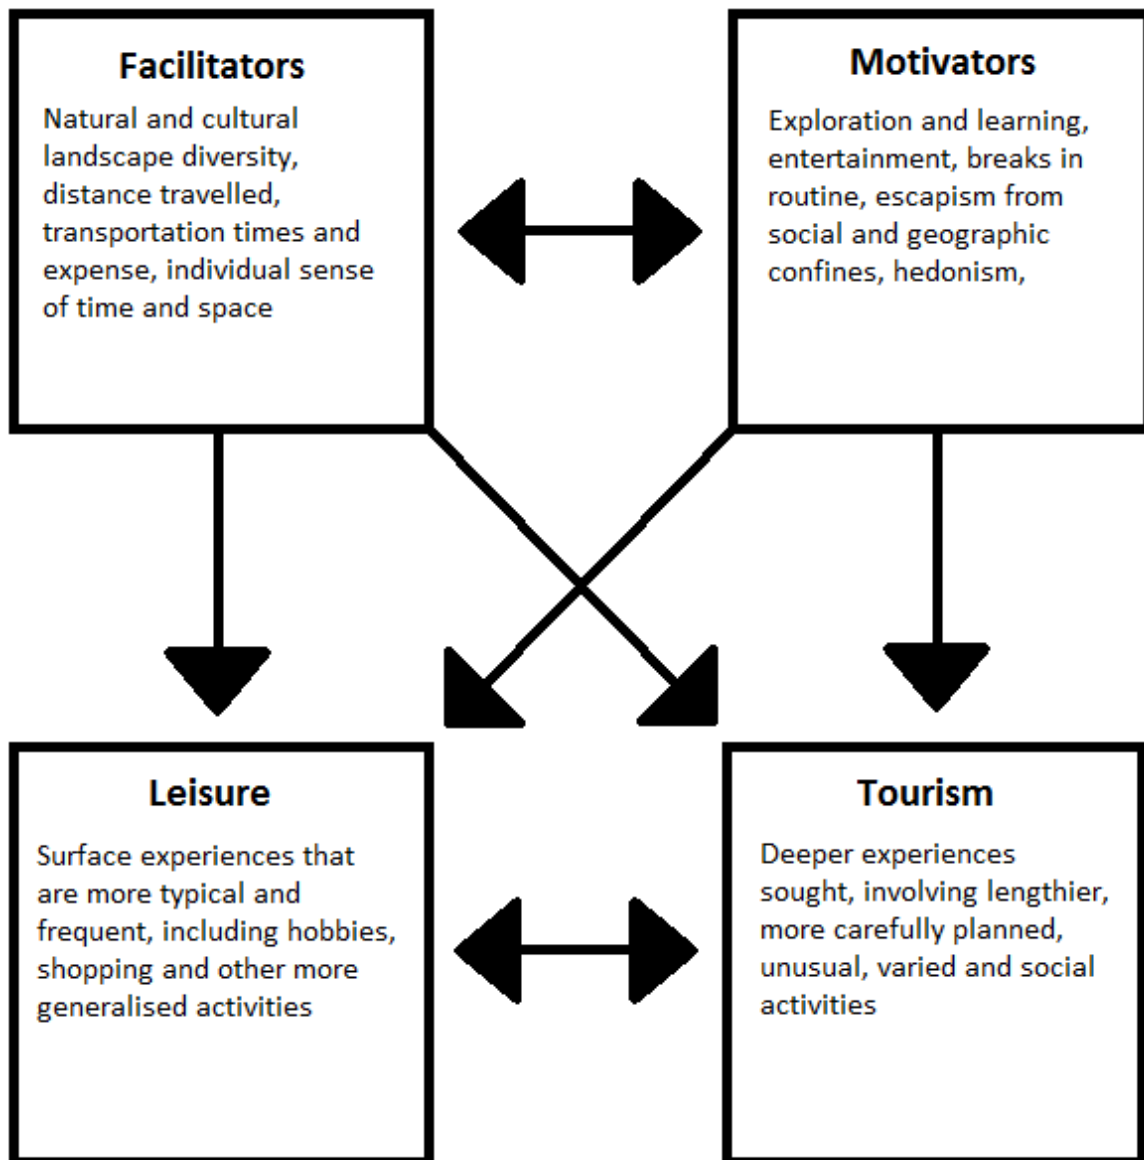 Facilitators
Natural and cultural
landscape diversity,
distance travelled,
transportation times and
expense, individual sense
of time and space
Motivators
Exploration and learning,
entertainment, breaks in
routine, escapism from
social and geographic
confines, hedonism,
Leisure
Surface experiences that
are more typical and
frequent, including hobbies,
shopping and other more
generalised activities
Tourism
Deeper experiences
sought, involving lengthier,
more carefully planned,
unusual, varied and social
activities